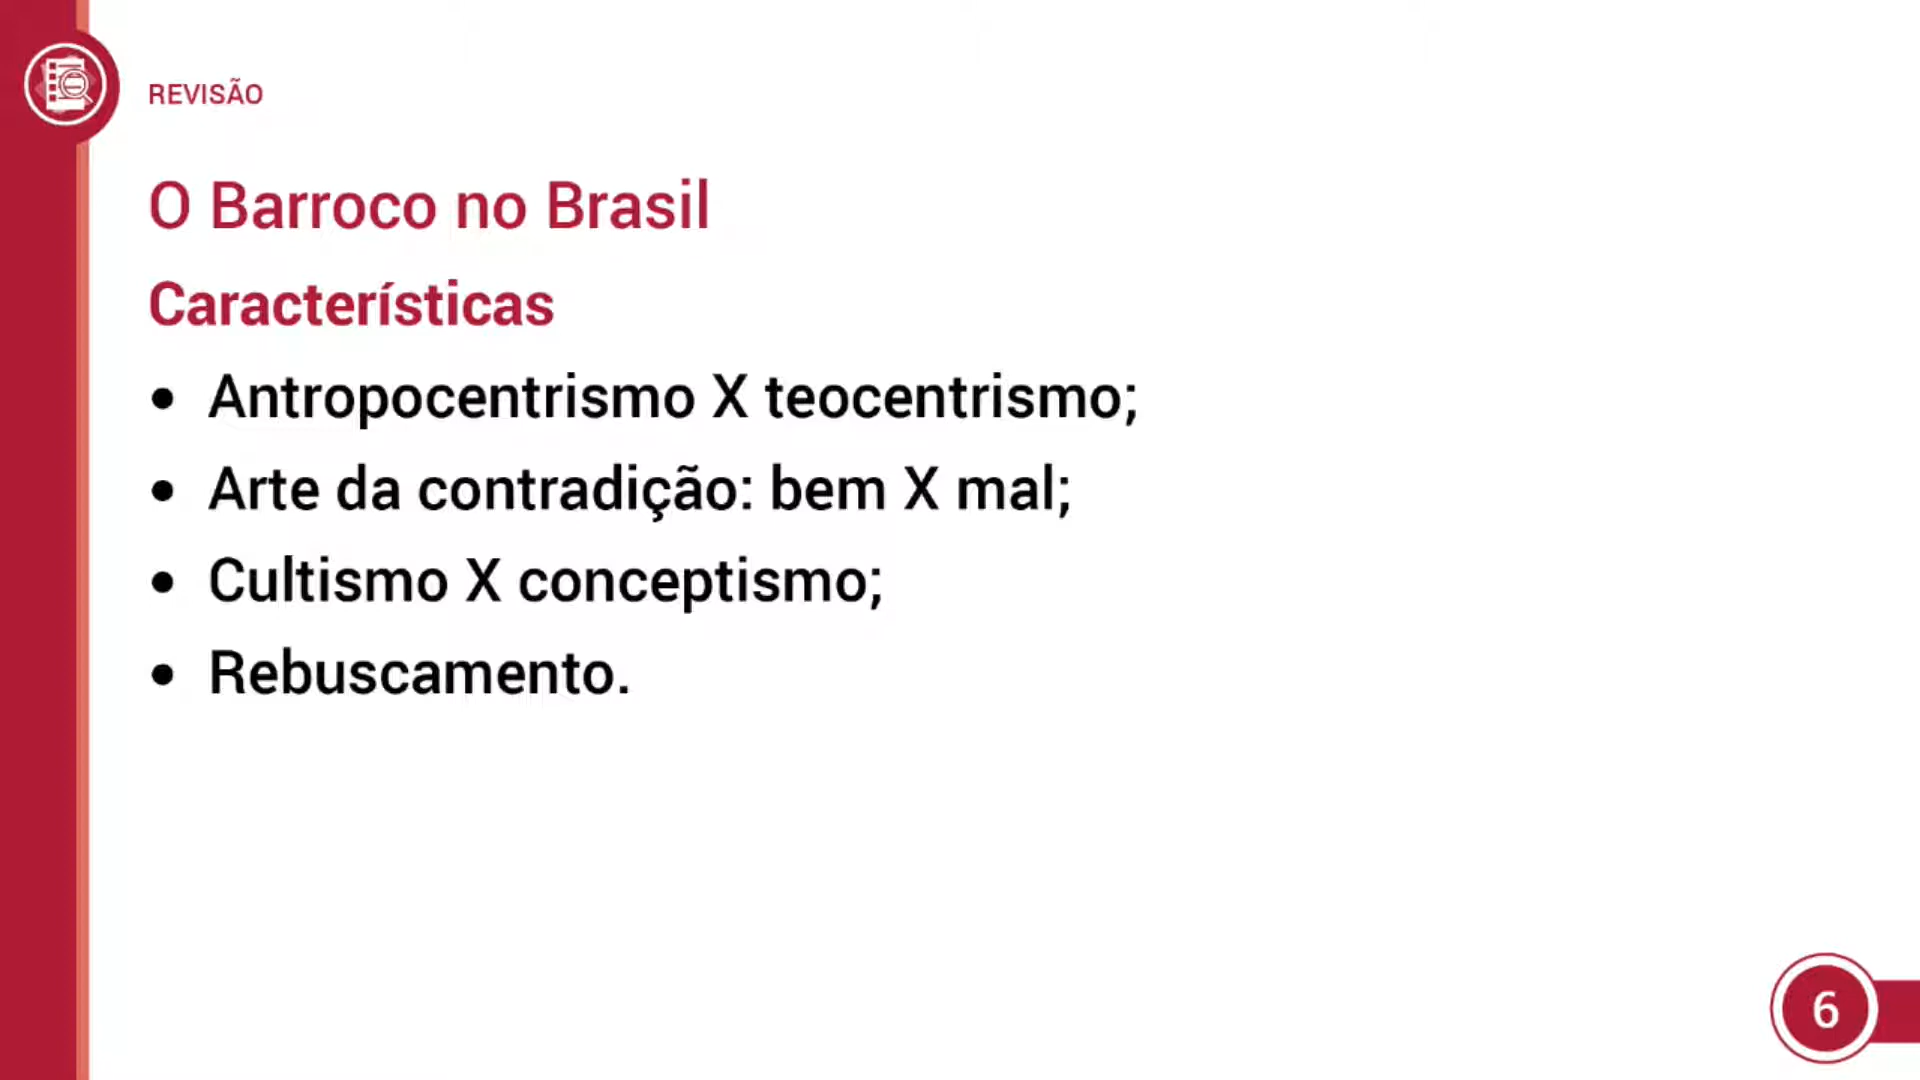 REVISÃO
O Barroco no Brasil
Características
• Antropocentrismo X teocentrismo;
• Arte da contradição: bem X mal;
• Cultismo X conceptismo;
• Rebuscamento.
6